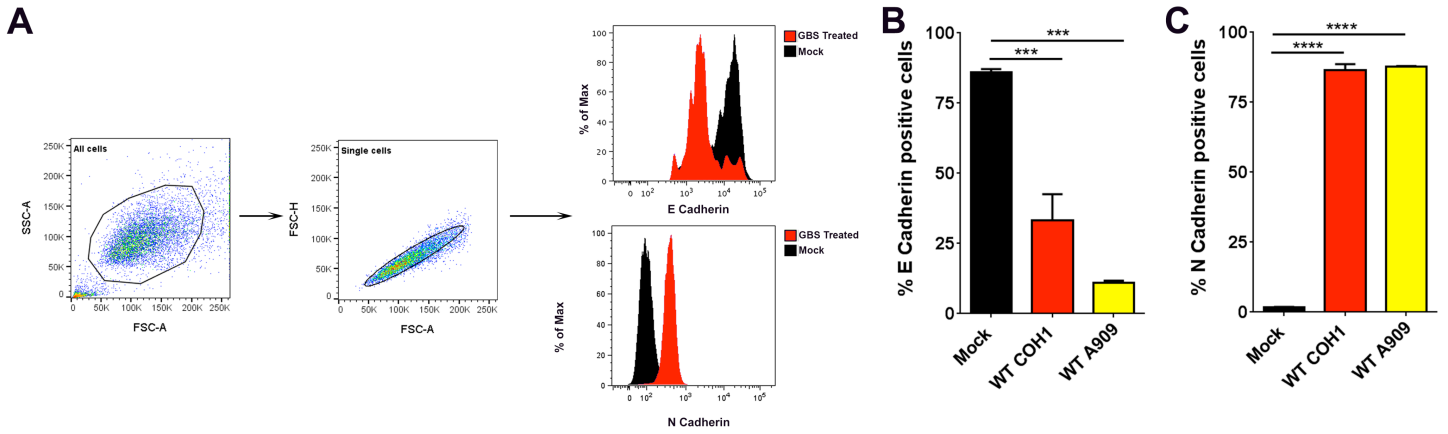 A
All cells
SSC-A
250K
200K
150K
100K
50K
0
0 50K 100K 150K 200K 250K
FSC-A
Single cells
FSC-H
250K
200K
150K
100K
50K
0
0 50K 100K 150K 200K 250K
FSC-A
GBS Treated
Mock
% of Max
100
80
60
40
20
0
0 10² 10³ 10⁴ 10⁵
E Cadherin
GBS Treated
Mock
% of Max
100
80
60
40
20
0
0 10² 10³ 10⁴ 10⁵
N Cadherin
B
% E Cadherin positive cells
100
75
50
25
0
***
***
Mock
WT COH1
WT A909
C
% N Cadherin positive cells
100
75
50
25
0
****
****
Mock
WT COH1
WT A909